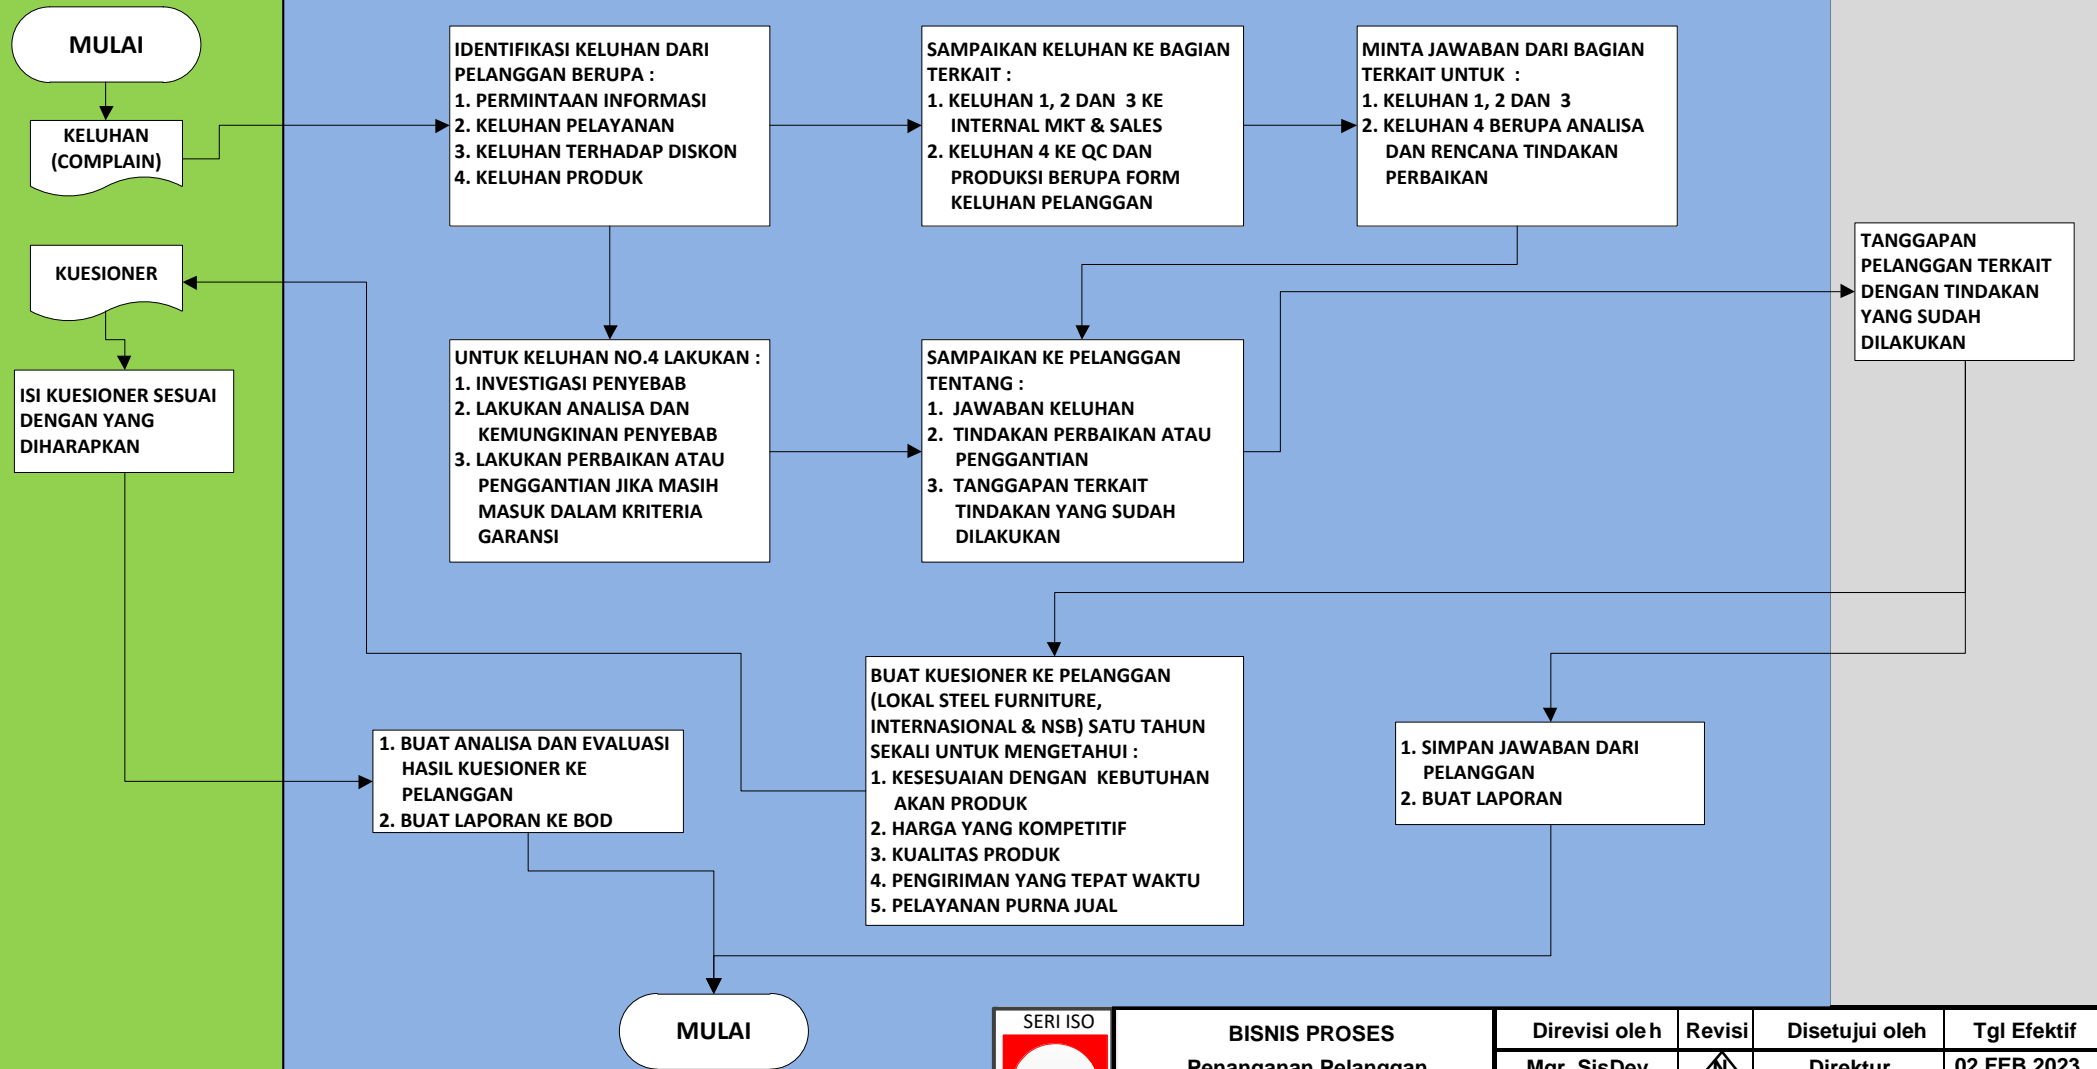 MULAI
KELUHAN
(COMPLAIN)
IDENTIFIKASI KELUHAN DARI
PELANGGAN BERUPA :
1. PERMINTAAN INFORMASI
2. KELUHAN PELAYANAN
3. KELUHAN TERHADAP DISKON
4. KELUHAN PRODUK
SAMPAIKAN KELUHAN KE BAGIAN
TERKAIT :
1. KELUHAN 1, 2 DAN 3 KE
INTERNAL MKT & SALES
2. KELUHAN 4 KE QC DAN
PRODUKSI BERUPA FORM
KELUHAN PELANGGAN
MINTA JAWABAN DARI BAGIAN
TERKAIT UNTUK :
1. KELUHAN 1, 2 DAN 3
2. KELUHAN 4 BERUPA ANALISA
DAN RENCANA TINDAKAN
PERBAIKAN
TANGGAPAN
PELANGGAN TERKAIT
DENGAN TINDAKAN
YANG SUDAH
DILAKUKAN
KUESIONER
ISI KUESIONER SESUAI
DENGAN YANG
DIHARAPKAN
UNTUK KELUHAN NO.4 LAKUKAN :
1. INVESTIGASI PENYEBAB
2. LAKUKAN ANALISA DAN
KEMUNGKINAN PENYEBAB
3. LAKUKAN PERBAIKAN ATAU
PENGGANTIAN JIKA MASIH
MASUK DALAM KRITERIA
GARANSI
SAMPAIKAN KE PELANGGAN
TENTANG :
1. JAWABAN KELUHAN
2. TINDAKAN PERBAIKAN ATAU
PENGGANTIAN
3. TANGGAPAN TERKAIT
TINDAKAN YANG SUDAH
DILAKUKAN
1. BUAT ANALISA DAN EVALUASI
HASIL KUESIONER KE
PELANGGAN
2. BUAT LAPORAN KE BOD
BUAT KUESIONER KE PELANGGAN
(LOKAL STEEL FURNITURE,
INTERNASIONAL & NSB) SATU TAHUN
SEKALI UNTUK MENGETAHUI :
1. KESESUAIAN DENGAN KEBUTUHAN
AKAN PRODUK
2. HARGA YANG KOMPETITIF
3. KUALITAS PRODUK
4. PENGIRIMAN YANG TEPAT WAKTU
5. PELAYANAN PURNA JUAL
1. SIMPAN JAWABAN DARI
PELANGGAN
2. BUAT LAPORAN
MULAI
SERI ISO
BISNIS PROSES
Penanganan Pelanggan
Direvisi oleh Revisi Disetujui oleh Tgl Efektif
Mgr. SisDev N Direktur 02 FEB 2023